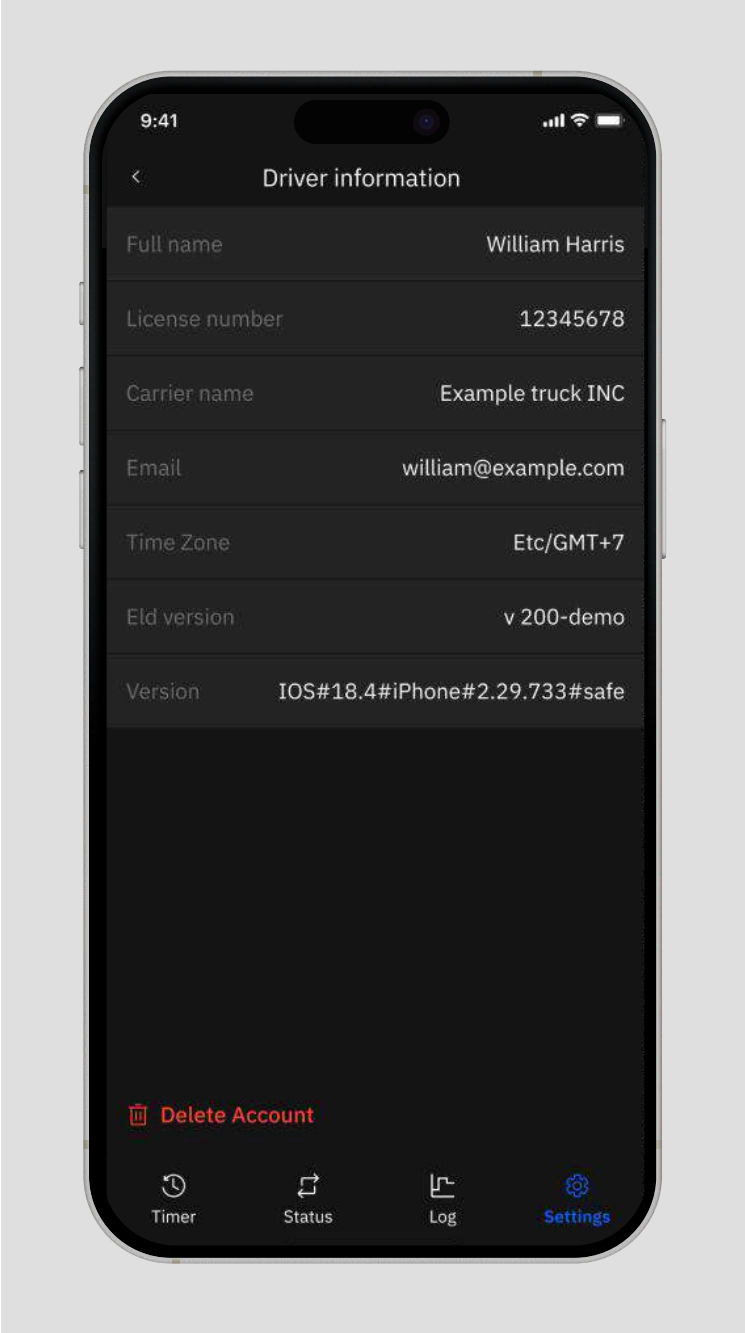 9:41
Driver information
Full name William Harris
License number 12345678
Carrier name Example truck INC
Email william@example.com
Time Zone Etc/GMT+7
Eld version v 200-demo
Version IOS#18.4#iPhone#2.29.733#safe
Delete Account
Timer Status Log Settings